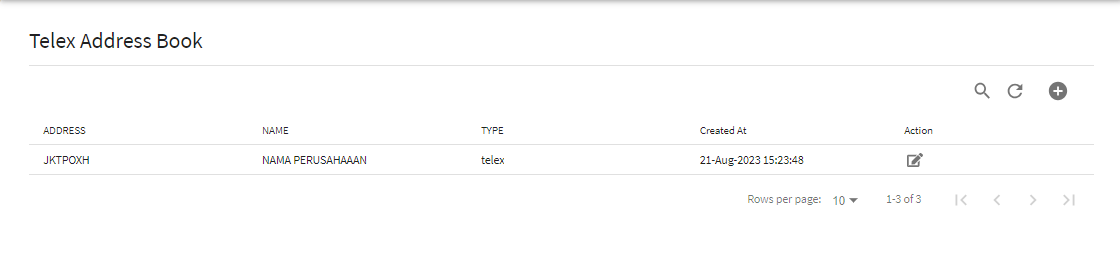 Telex Address Book
ADDRESS NAME TYPE Created At Action
JKTPOXH NAMA PERUSAHAAAN telex 21-Aug-2023 15:23:48
Rows per page: 10 1-3 of 3